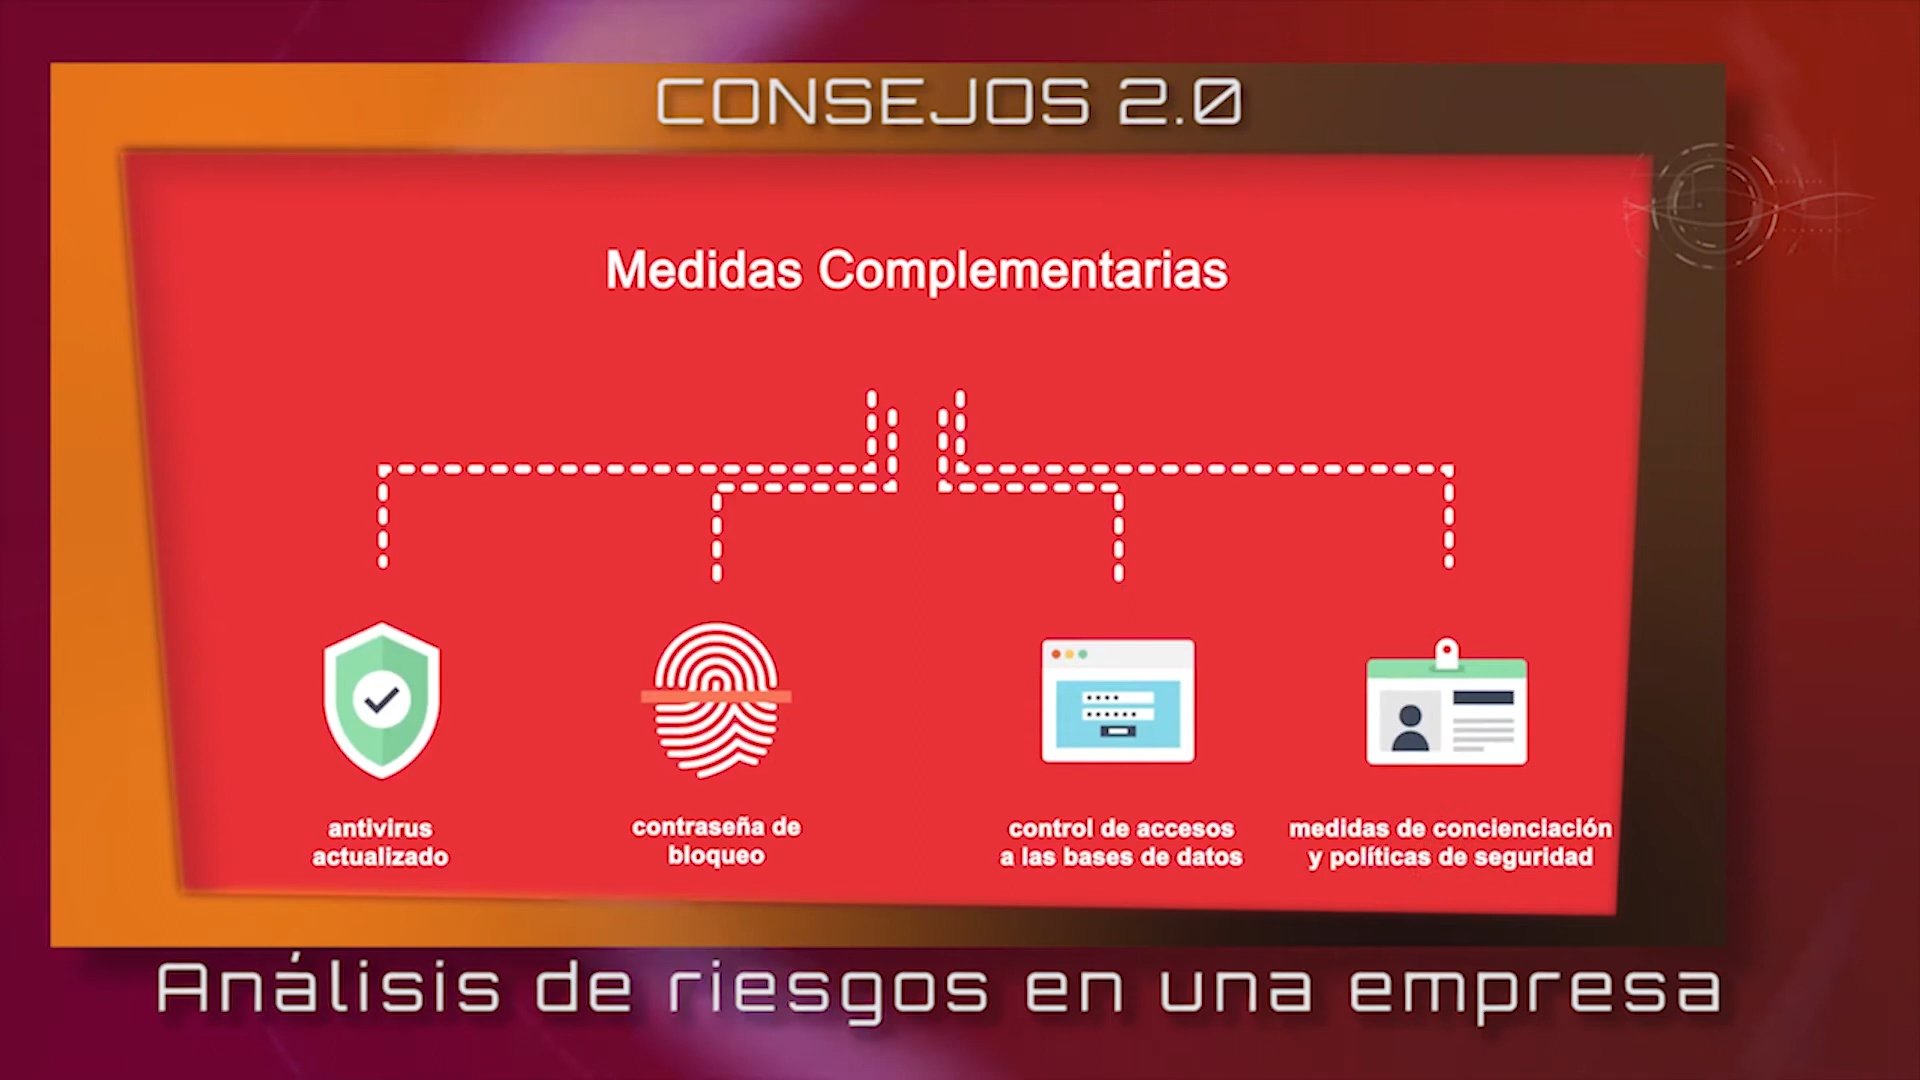 CONSEJOS 2.0
Medidas Complementarias
antivirus
actualizado
contraseña de
bloqueo
control de accesos
a las bases de datos
medidas de concienciación
y políticas de seguridad
Análisis de riesgos en una empresa